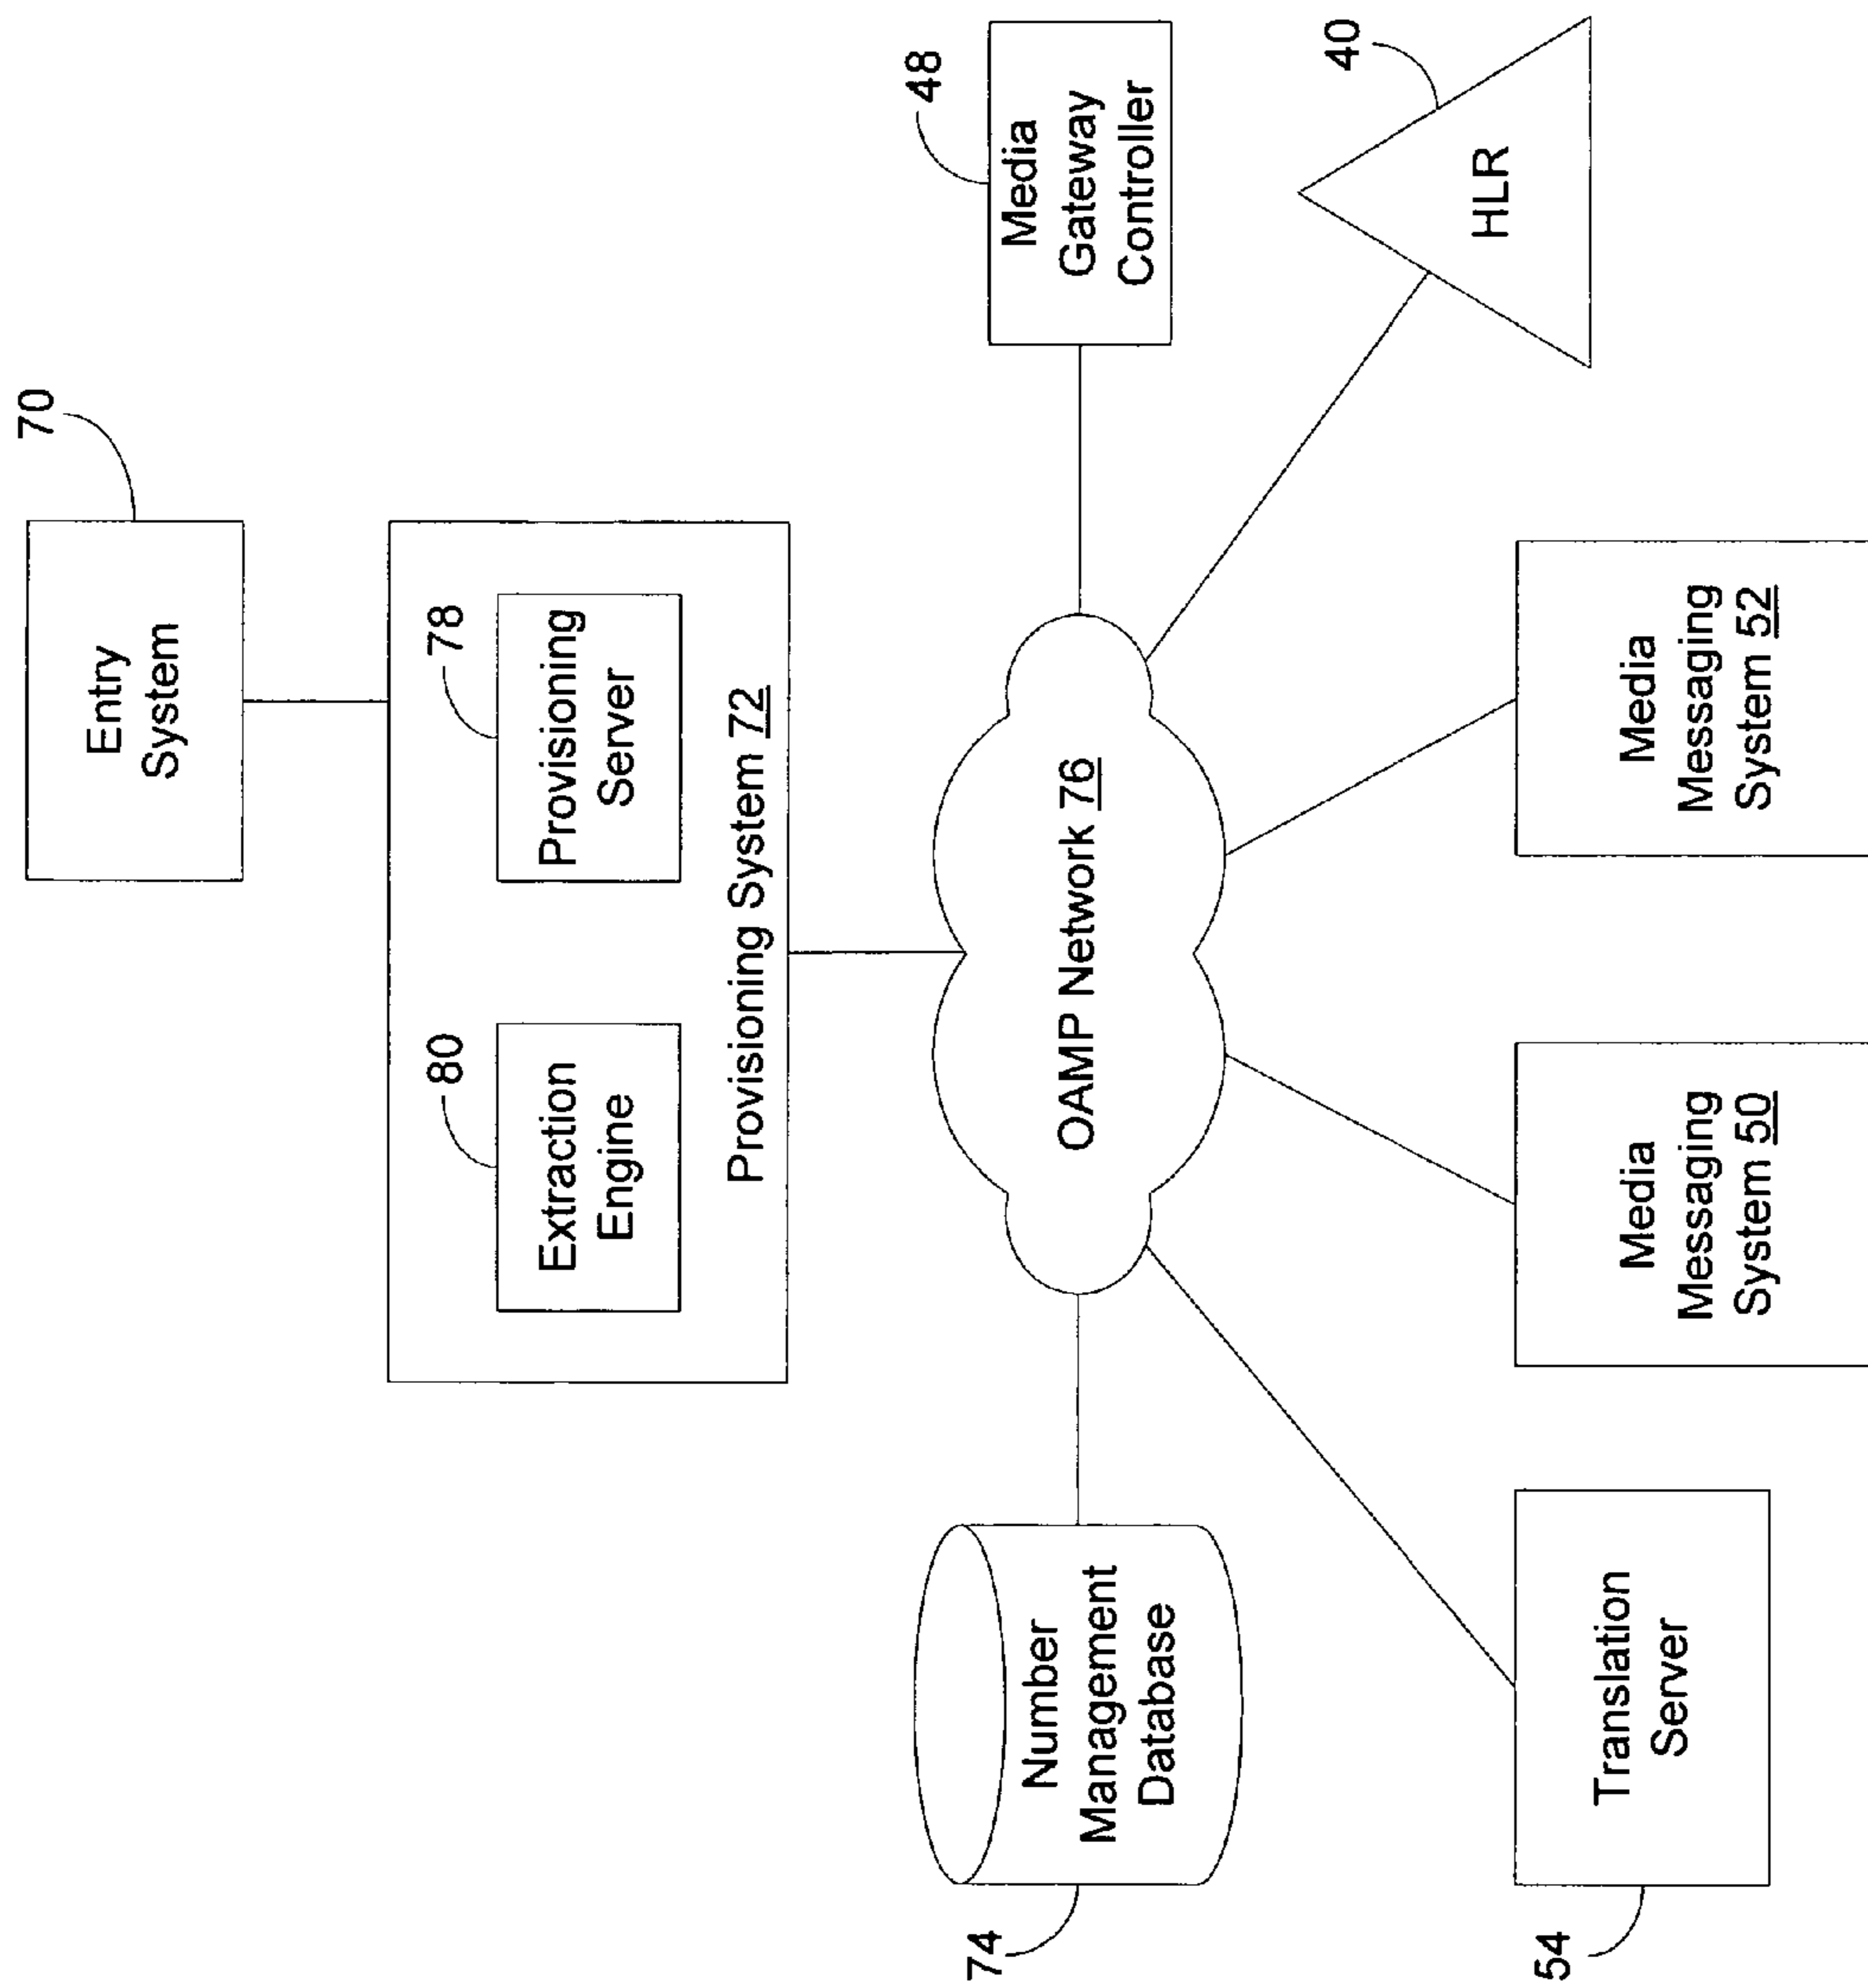 70
Entry
System
80
Extraction
Engine
78
Provisioning
Server
Provisioning System 72
74
Number
Management
Database
OAMP Network 76
48
Media
Gateway
Controller
54
Translation
Server
Media
Messaging
System 50
Media
Messaging
System 52
40
HLR